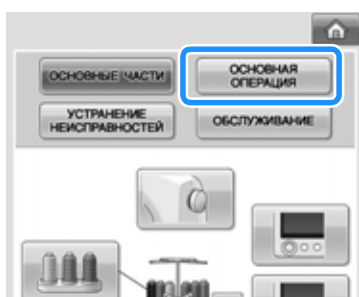 ОСНОВНЫЕ ЧАСТИ
ОСНОВНАЯ
ОПЕРАЦИЯ
УСТРАНЕНИЕ
НЕИСПРАВНОСТЕЙ
ОБСЛУЖИВАНИЕ